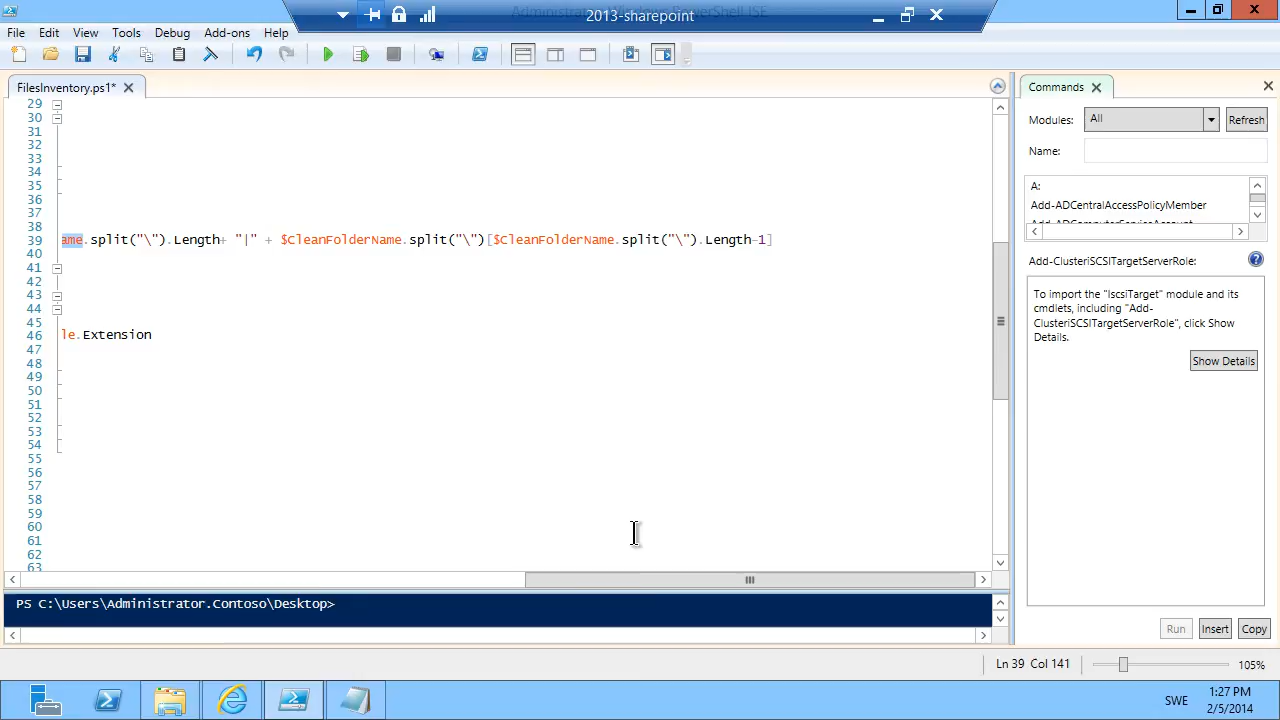 2013-sharepoint
File Edit View Tools Debug Add-ons Help
FilesInventory.ps1*
Commands
29
30
31
32
33
34
35
36
37
38
39 ame.split("\").Length+ "|" + $CleanFolderName.split("\")[$CleanFolderName.split("\").Length-1]
40
41
42
43
44
45
46 le.Extension
47
48
49
50
51
52
53
54
55
56
57
58
59
60
61
62
63
Modules: All Refresh
Name:
A:
Add-ADCentralAccessPolicyMember
Add-ClusteriSCSITargetServerRole:
To import the "IscsiTarget" module and its
cmdlets, including "Add-
ClusteriSCSITargetServerRole", click Show
Details.
Show Details
Run Insert Copy
PS C:\Users\Administrator.Contoso\Desktop>
Ln 39 Col 141 105%
SWE
1:27 PM
2/5/2014